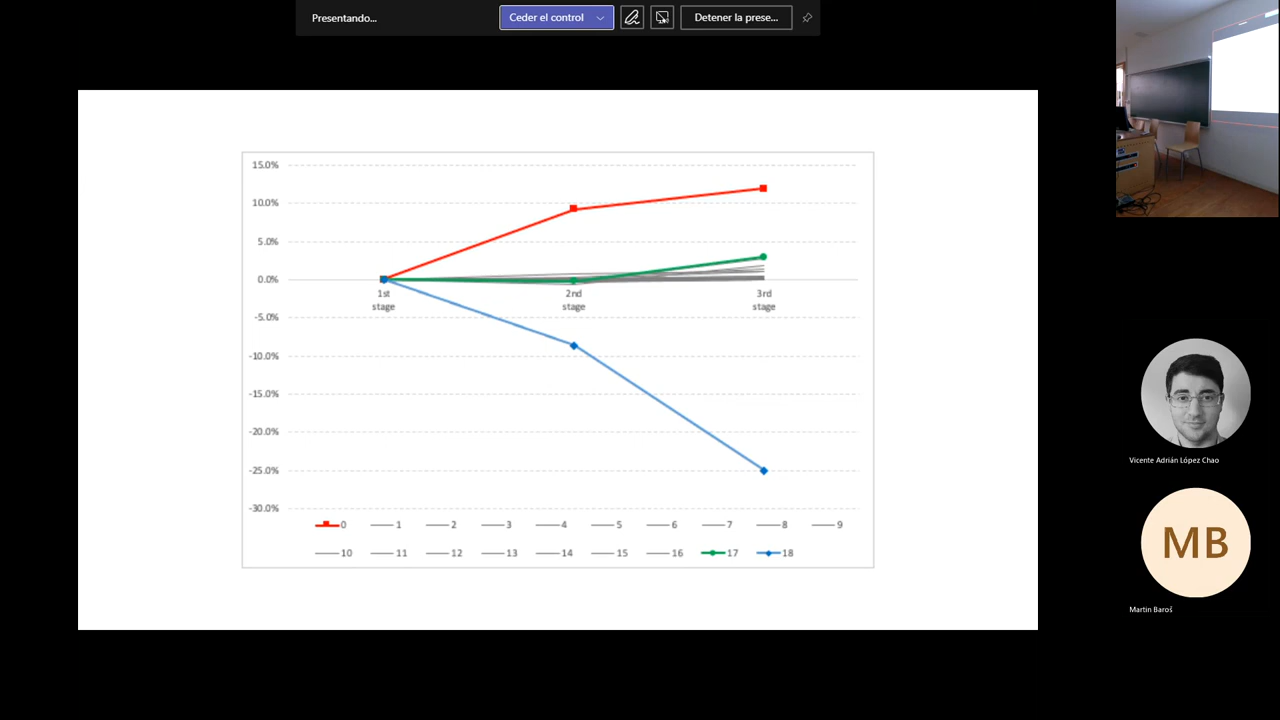 Presentando...
Ceder el control
Detener la prese...
15.0%
10.0%
5.0%
0.0%
-5.0%
-10.0%
-15.0%
-20.0%
-25.0%
-30.0%
1st stage
2nd stage
3rd stage
0 1 2 3 4 5 6 7 8 9
10 11 12 13 14 15 16 17 18
Vicente Adrián López Chao
MB
Martin Baroš